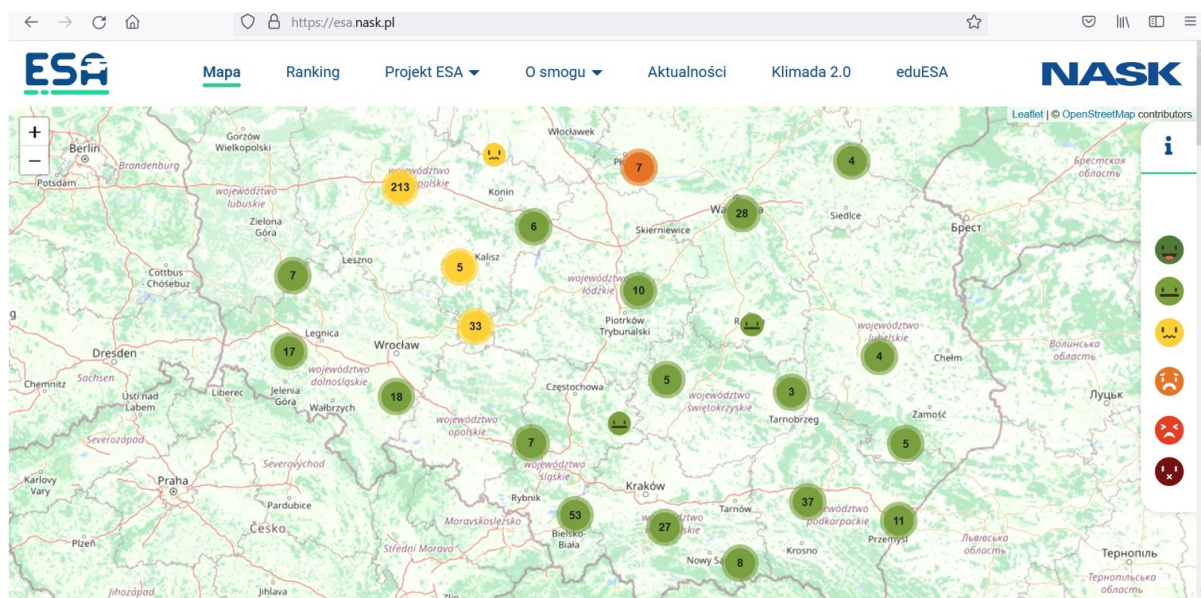 https://esa.nask.pl
ESA
Mapa
Ranking
Projekt ESA
O smogu
Aktualności
Klimada 2.0
eduESA
NASK
Leaflet | © OpenStreetMap contributors
+
−
i
Berlin
Potsdam
Brandenburg
Gorzów
Wielkopolski
Włocławek
województwo
lubuskie
213
Konin
7
4
Брестская
область
Брест
Siedlce
28
6
Skierniewice
Zielona
Góra
Leszno
5
Kalisz
7
Cottbus
- Chóśebuz
województwo
łódzkie
10
33
Piotrków
Trybunalski
Legnica
Wrocław
17
województwo
dolnośląskie
województwo
lubelskie
4
Chełm
Волинська
область
Dresden
Chemnitz
Sachsen
Ústí nad
Labem
Liberec
Jelenia
Góra
Wałbrzych
18
Częstochowa
5
województwo
świętokrzyskie
3
Tarnobrzeg
Zamość
Луцьк
województwo
opolskie
5
7
województwo
śląskie
Severozápad
Severovýchod
Karlovy
Vary
Praha
Pardubice
Česko
Rybnik
Kraków
Tarnów
37
podkarpackie
11
Przemyśl
53
Bielsko-
Biała
27
Moravskoslezsko
Střední Morava
Plzeň
Nowy
8
Krosno
Львівська
область
Тернопіль
Тернопільська
область
Jihozápad
Jihlava
Zlín